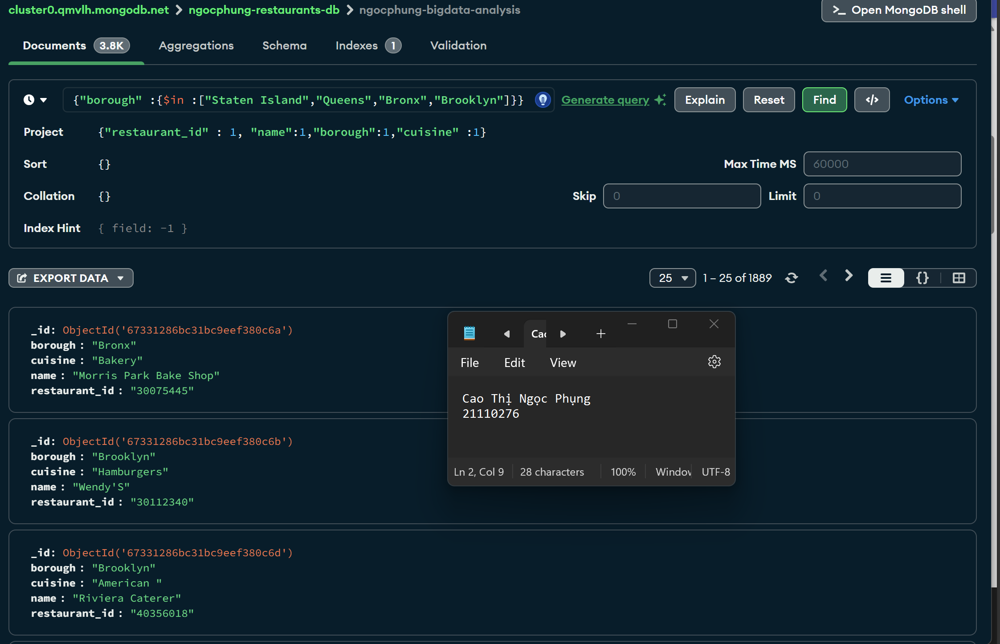 cluster0.qmvlh.mongodb.net > ngocphung-restaurants-db > ngocphung-bigdata-analysis
>_ Open MongoDB shell
Documents 3.8K Aggregations Schema Indexes 1 Validation
{"borough" :{$in :["Staten Island","Queens","Bronx","Brooklyn"]}} Generate query Explain Reset Find </> Options
Project {"restaurant_id" : 1, "name":1,"borough":1,"cuisine" :1}
Sort {} Max Time MS 60000
Collation {} Skip 0 Limit 0
Index Hint { field: -1 }
EXPORT DATA 25 1 – 25 of 1889 {}
_id: ObjectId('67331286bc31bc9eef380c6a')
borough : "Bronx"
cuisine : "Bakery"
name : "Morris Park Bake Shop"
restaurant_id : "30075445"
_id: ObjectId('67331286bc31bc9eef380c6b')
borough : "Brooklyn"
cuisine : "Hamburgers"
name : "Wendy'S"
restaurant_id : "30112340"
_id: ObjectId('67331286bc31bc9eef380c6d')
borough : "Brooklyn"
cuisine : "American "
name : "Riviera Caterer"
restaurant_id : "40356018"
File Edit View
Cao Thị Ngọc Phụng
21110276
Ln 2, Col 9 28 characters 100% UTF-8